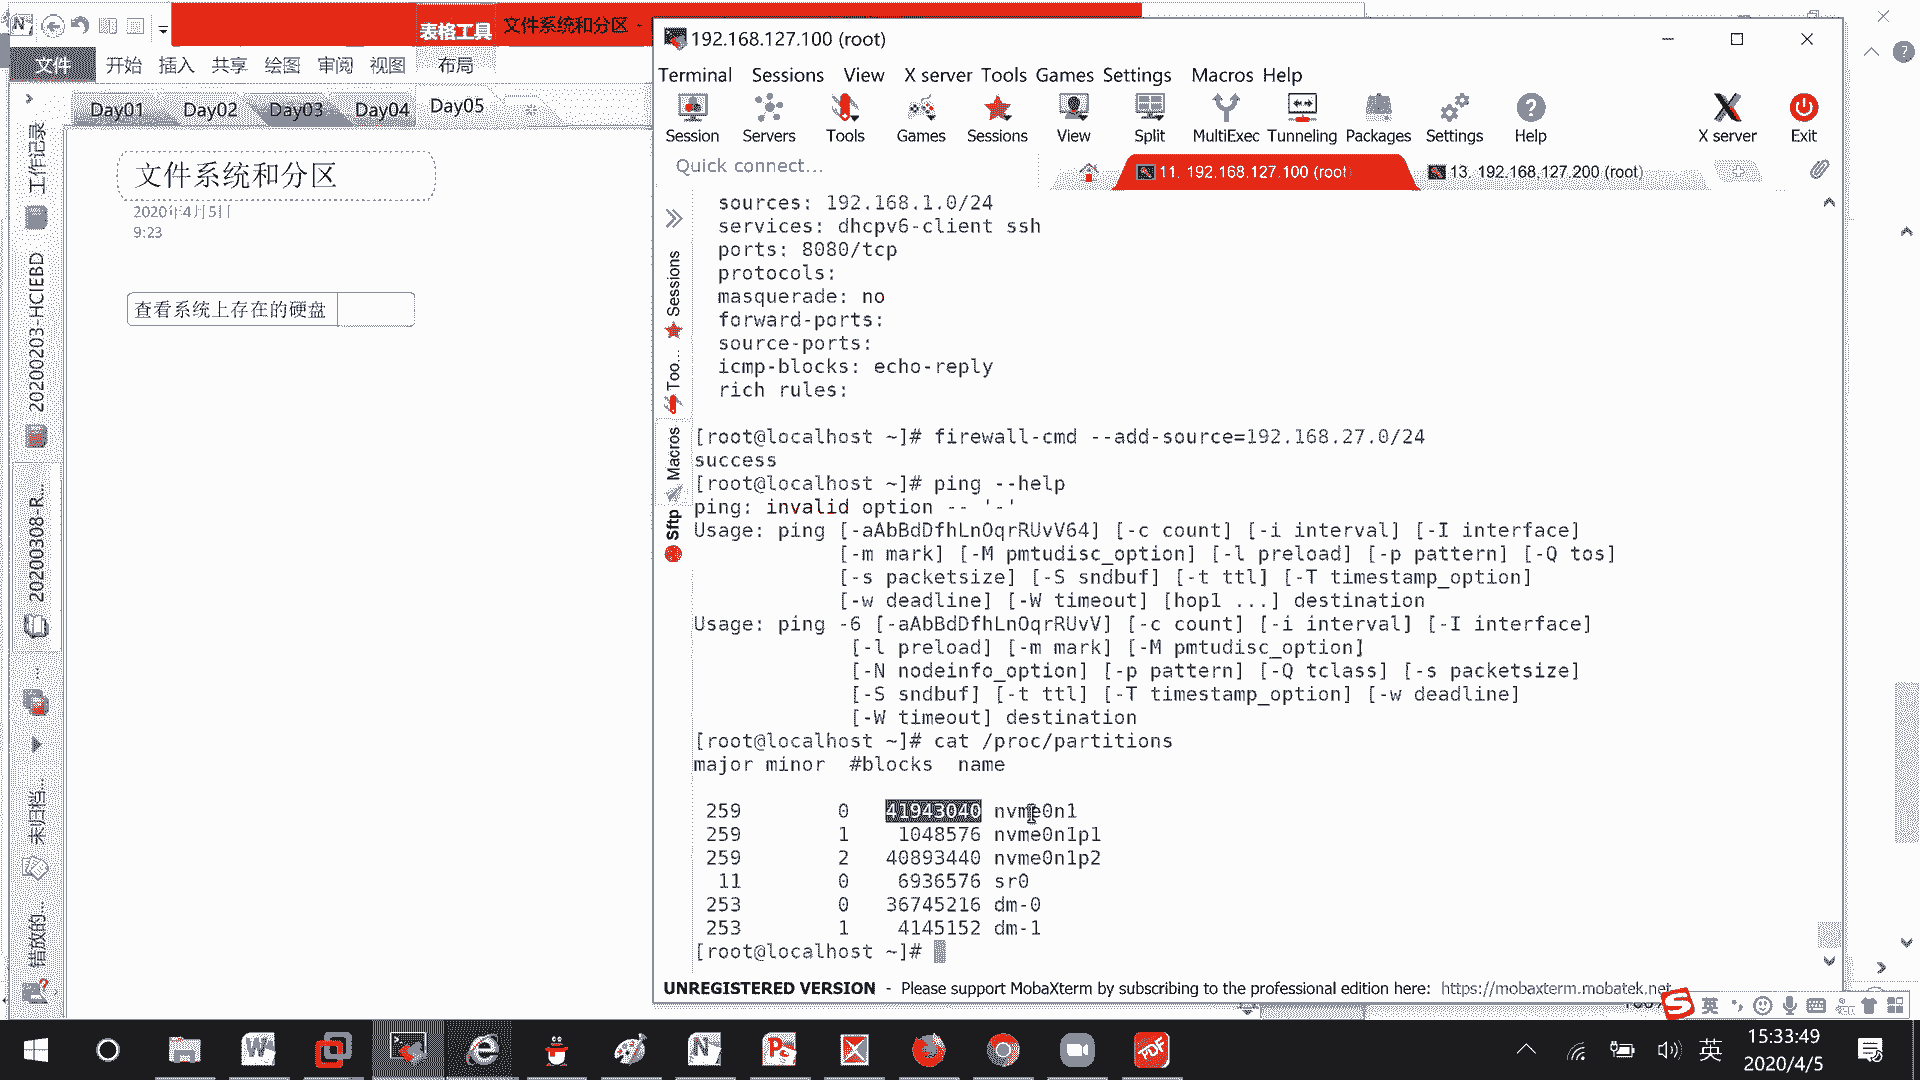 表格工具
文件系统和分区 -
文件
开始
插入
共享
绘图
审阅
视图
布局
Day01
Day02
Day03
Day04
Day05
文件系统和分区
2020年4月5日
9:23
查看系统上存在的硬盘
工作记录
20200203-HCIEBD
20200308-R...
未归档...
错放的...
192.168.127.100 (root)
Terminal Sessions View X server Tools Games Settings Macros Help
Session Servers Tools Games Sessions View Split MultiExec Tunneling Packages Settings Help X server Exit
Quick connect...
11. 192.168.127.100 (root
13. 192.168.127.200 (root)
Sessions
Too...
Macros
Sftp
sources: 192.168.1.0/24
services: dhcpv6-client ssh
ports: 8080/tcp
protocols:
masquerade: no
forward-ports:
source-ports:
icmp-blocks: echo-reply
rich rules:
[root@localhost ~]# firewall-cmd --add-source=192.168.27.0/24
success
[root@localhost ~]# ping --help
ping: invalid option -- '-'
Usage: ping [-aAbBdDfhLnOqrRUvV64] [-c count] [-i interval] [-I interface]
[-m mark] [-M pmtudisc_option] [-l preload] [-p pattern] [-Q tos]
[-s packetsize] [-S sndbuf] [-t ttl] [-T timestamp_option]
[-w deadline] [-W timeout] [hop1 ...] destination
Usage: ping -6 [-aAbBdDfhLnOqrRUvV] [-c count] [-i interval] [-I interface]
[-l preload] [-m mark] [-M pmtudisc_option]
[-N nodeinfo_option] [-p pattern] [-Q tclass] [-s packetsize]
[-S sndbuf] [-t ttl] [-T timestamp_option] [-w deadline]
[-W timeout] destination
[root@localhost ~]# cat /proc/partitions
major minor #blocks name
259 0 41943040 nvme0n1
259 1 1048576 nvme0n1p1
259 2 40893440 nvme0n1p2
11 0 6936576 sr0
253 0 36745216 dm-0
253 1 4145152 dm-1
[root@localhost ~]#
UNREGISTERED VERSION - Please support MobaXterm by subscribing to the professional edition here: https://mobaxterm.mobatek.net
英
英
15:33:49
2020/4/5